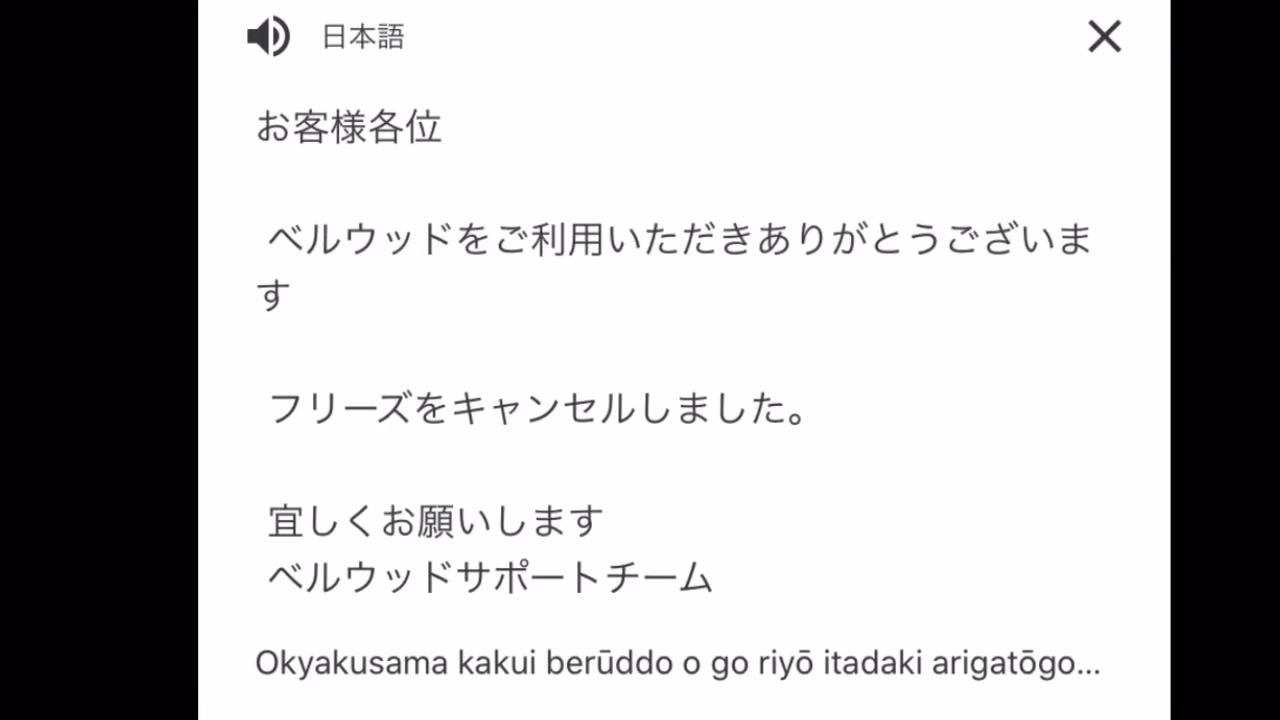 日本語
お客様各位
ベルウッドをご利用いただきありがとうございま
す
フリーズをキャンセルしました。
宜しくお願いします
ベルウッドサポートチーム
Okyakusama kakui berūddo o go riyō itadaki arigatōgo...